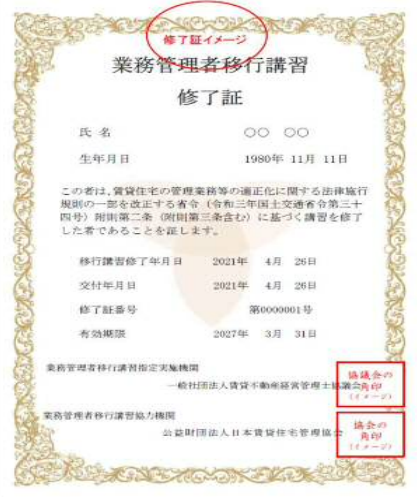 修了証イメージ
業務管理者移行講習
修了証
氏 名 ○○ ○○
生年月日 1980年 11月 11日
この者は、賃貸住宅の管理業務等の適正化に関する法律施行
規則の一部を改正する省令（令和三年国土交通省令第三十
四号）附則第二条（附則第三条含む）に基づく講習を修了
した者であることを証します。
移行講習修了年月日 2021年 4月 26日
交付年月日 2021年 4月 26日
修了証番号 第0000001号
有効期限 2027年 3月 31日
業務管理者移行講習指定実施機関
一般社団法人賃貸不動産経営管理士協議会
協議会の
角印
(イメージ)
業務管理者移行講習協力機関
公益財団法人日本賃貸住宅管理協会
協会の
角印
(イメージ)